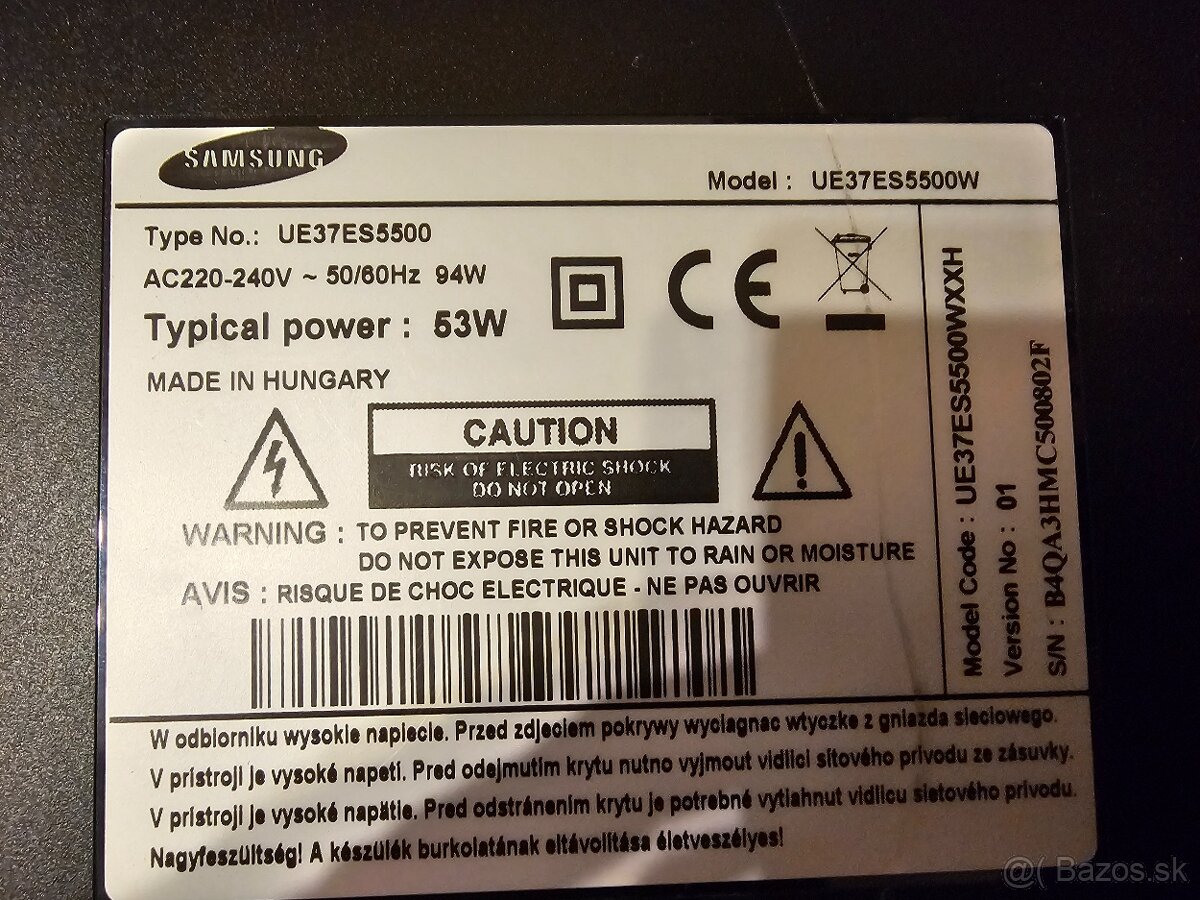 SAMSUNG
Model : UE37ES5500W
Type No.: UE37ES5500
AC220-240V ~ 50/60Hz 94W
Typical power : 53W
MADE IN HUNGARY
CE
CAUTION
RISK OF ELECTRIC SHOCK
DO NOT OPEN
WARNING : TO PREVENT FIRE OR SHOCK HAZARD
DO NOT EXPOSE THIS UNIT TO RAIN OR MOISTURE
AVIS : RISQUE DE CHOC ELECTRIQUE - NE PAS OUVRIR
Model Code : UE37ES5500WXXH
Version No : 01
S/N : B4QA3HMC500802F
W odbiorniku wysokie napiecie. Przed zdjeciem pokrywy wyciagnac wtyczke z gniazda sieciowego.
V prístroji je vysoké napetí. Pred odejmutím krytu nutno vyjmout vidlici sítového prívodu ze zásuvky.
V prístroji je vysoké napätie. Pred odstránením krytu je potrebné vytiahnut vidlicu sietového prívodu.
Nagyfeszültség! A készülék burkolatának eltávolítása életveszélyes!
@( Bazos.sk